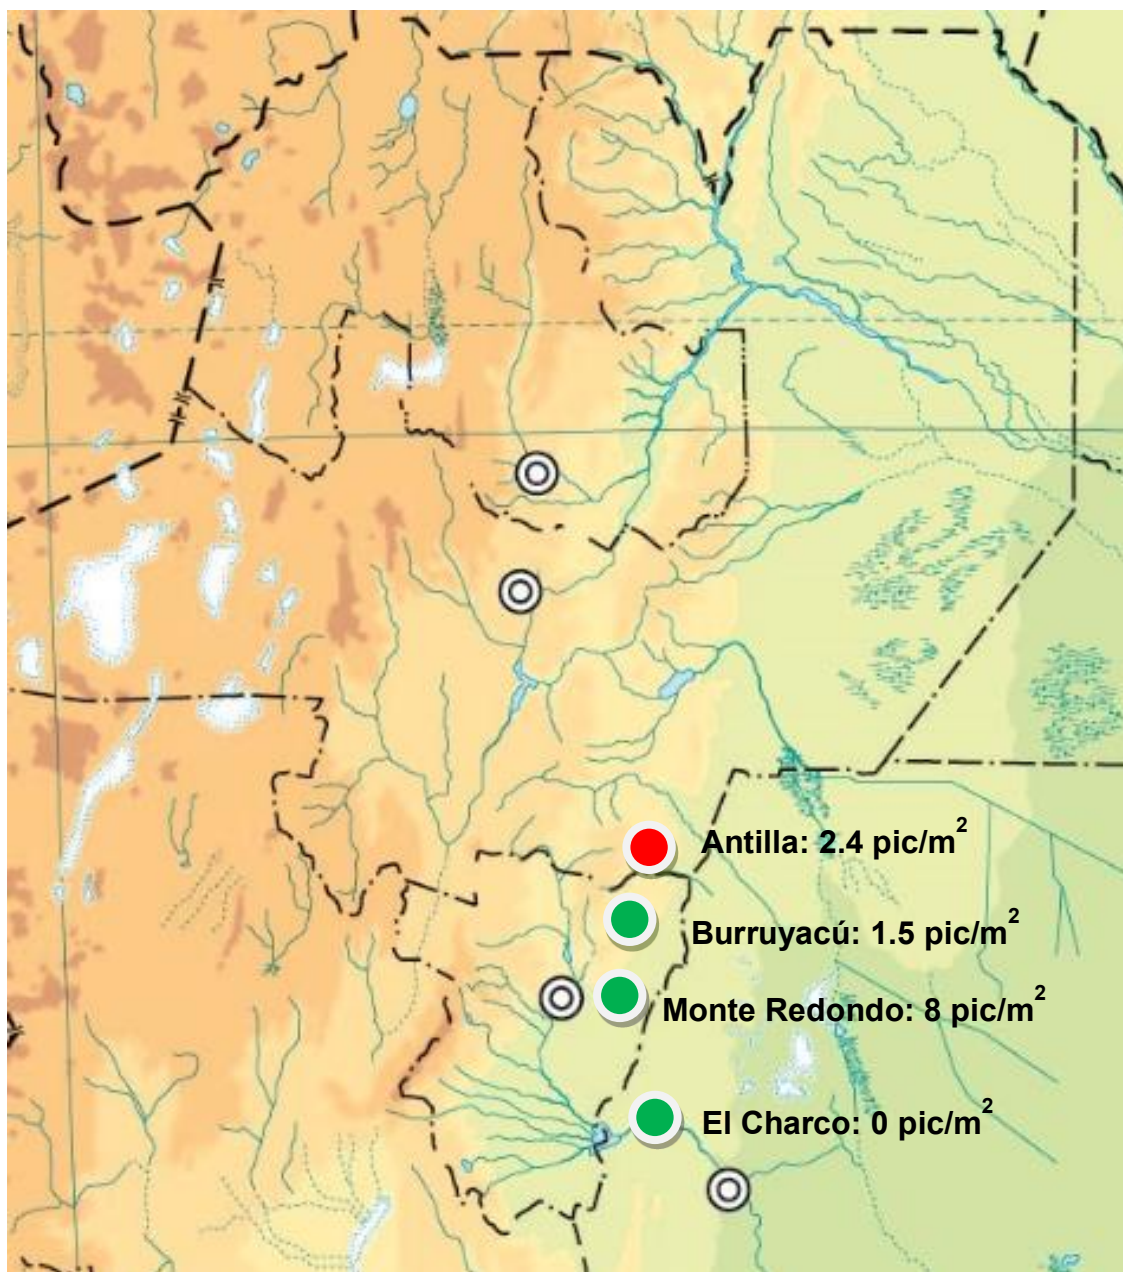 Antilla: 2.4 pic/m²
Burruyacú: 1.5 pic/m²
Monte Redondo: 8 pic/m²
El Charco: 0 pic/m²